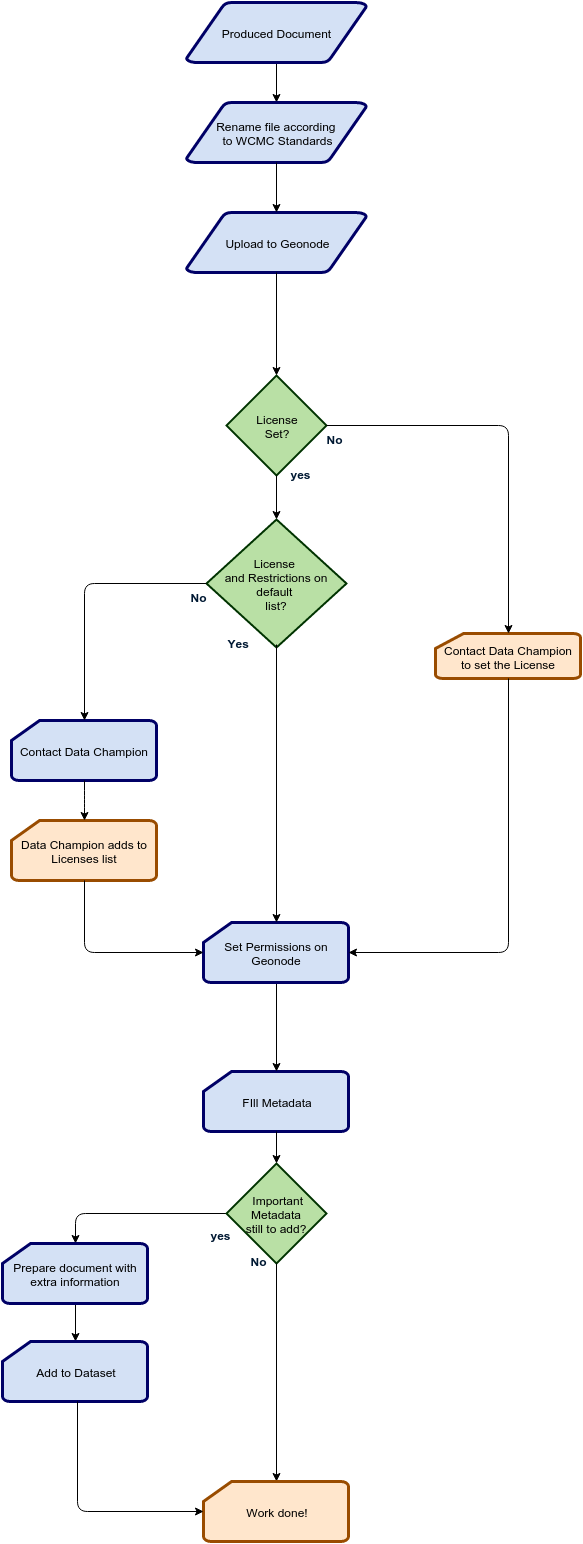 Produced Document
Rename file according
to WCMC Standards
Upload to Geonode
License
Set?
No
yes
License
and Restrictions on
default
list?
No
Yes
Contact Data Champion
to set the License
Contact Data Champion
Data Champion adds to
Licenses list
Set Permissions on
Geonode
FIll Metadata
Important
Metadata
still to add?
yes
No
Prepare document with
extra information
Add to Dataset
Work done!